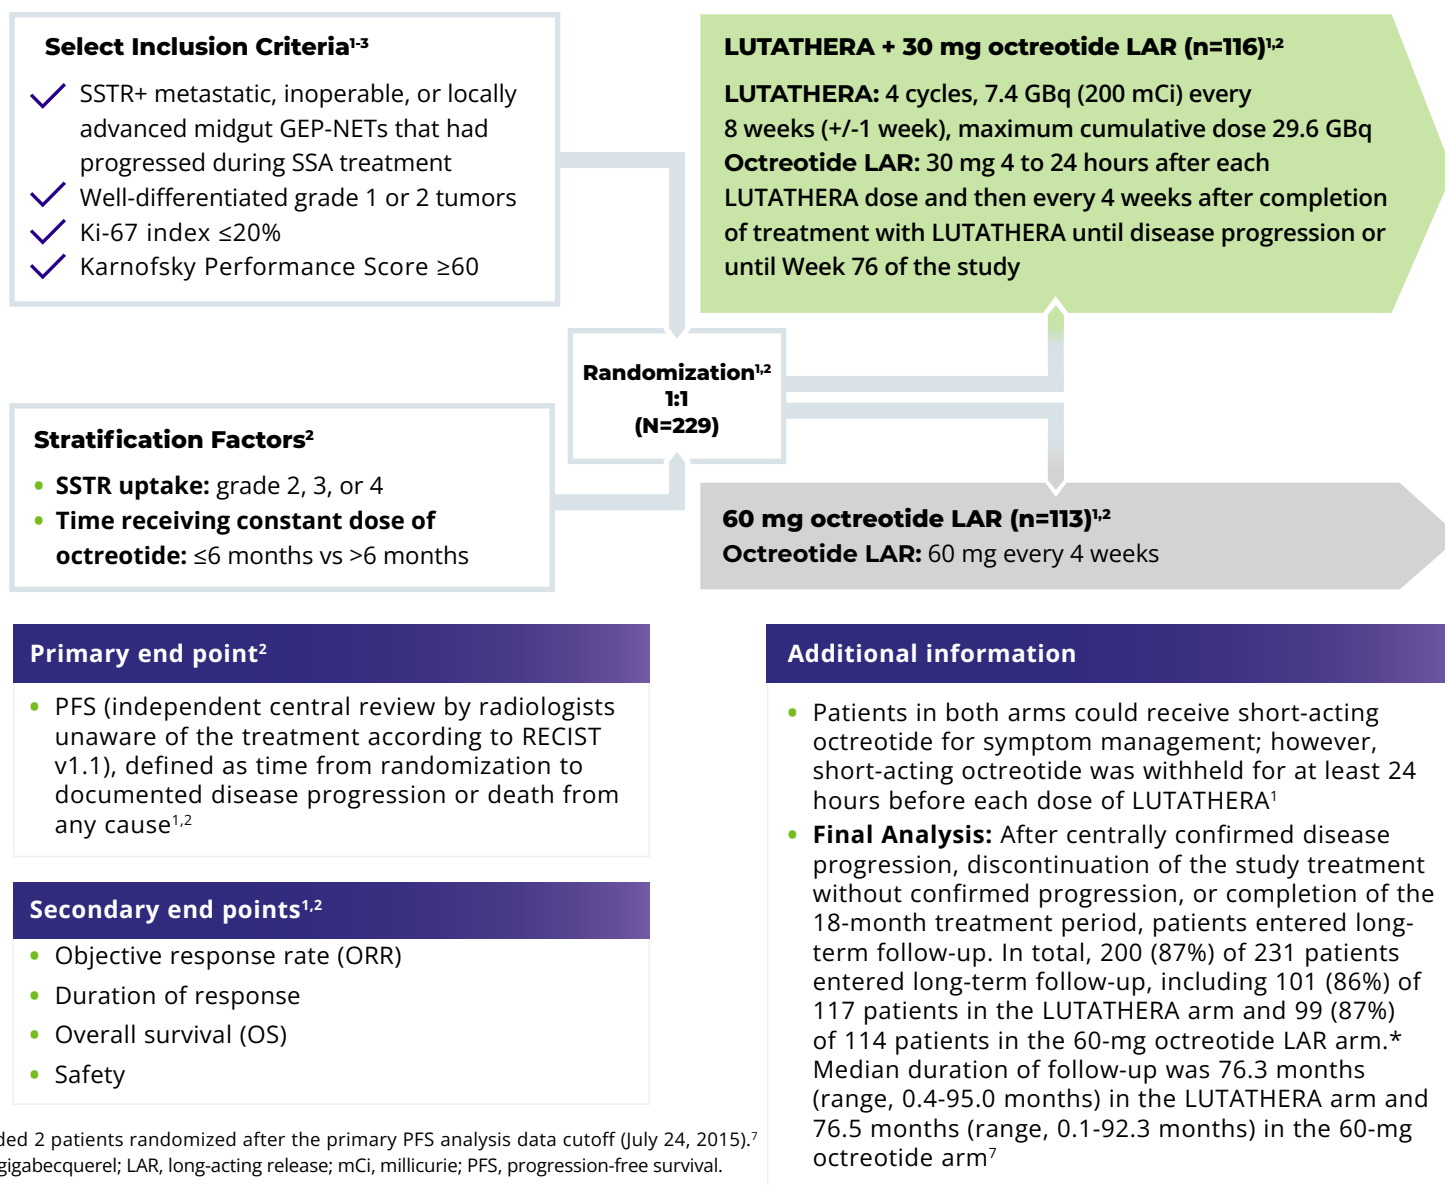 Select Inclusion Criteria1-3
SSTR+ metastatic, inoperable, or locally
advanced midgut GEP-NETs that had
progressed during SSA treatment
Well-differentiated grade 1 or 2 tumors
Ki-67 index ≤20%
Karnofsky Performance Score ≥60
LUTATHERA + 30 mg octreotide LAR (n=116)1,2
LUTATHERA: 4 cycles, 7.4 GBq (200 mCi) every
8 weeks (+/-1 week), maximum cumulative dose 29.6 GBq
Octreotide LAR: 30 mg 4 to 24 hours after each
LUTATHERA dose and then every 4 weeks after completion
of treatment with LUTATHERA until disease progression or
until Week 76 of the study
Randomization1,2
1:1
(N=229)
Stratification Factors2
• SSTR uptake: grade 2, 3, or 4
• Time receiving constant dose of
octreotide: ≤6 months vs >6 months
60 mg octreotide LAR (n=113)1,2
Octreotide LAR: 60 mg every 4 weeks
Primary end point2
• PFS (independent central review by radiologists
unaware of the treatment according to RECIST
v1.1), defined as time from randomization to
documented disease progression or death from
any cause1,2
Secondary end points1,2
• Objective response rate (ORR)
• Duration of response
• Overall survival (OS)
• Safety
Additional information
• Patients in both arms could receive short-acting
octreotide for symptom management; however,
short-acting octreotide was withheld for at least 24
hours before each dose of LUTATHERA1
• Final Analysis: After centrally confirmed disease
progression, discontinuation of the study treatment
without confirmed progression, or completion of the
18-month treatment period, patients entered long-
term follow-up. In total, 200 (87%) of 231 patients
entered long-term follow-up, including 101 (86%) of
117 patients in the LUTATHERA arm and 99 (87%)
of 114 patients in the 60-mg octreotide LAR arm.*
Median duration of follow-up was 76.3 months
(range, 0.4-95.0 months) in the LUTATHERA arm and
76.5 months (range, 0.1-92.3 months) in the 60-mg
octreotide arm7
2 patients randomized after the primary PFS analysis data cutoff (July 24, 2015).7
gigabecquerel; LAR, long-acting release; mCi, millicurie; PFS, progression-free survival.